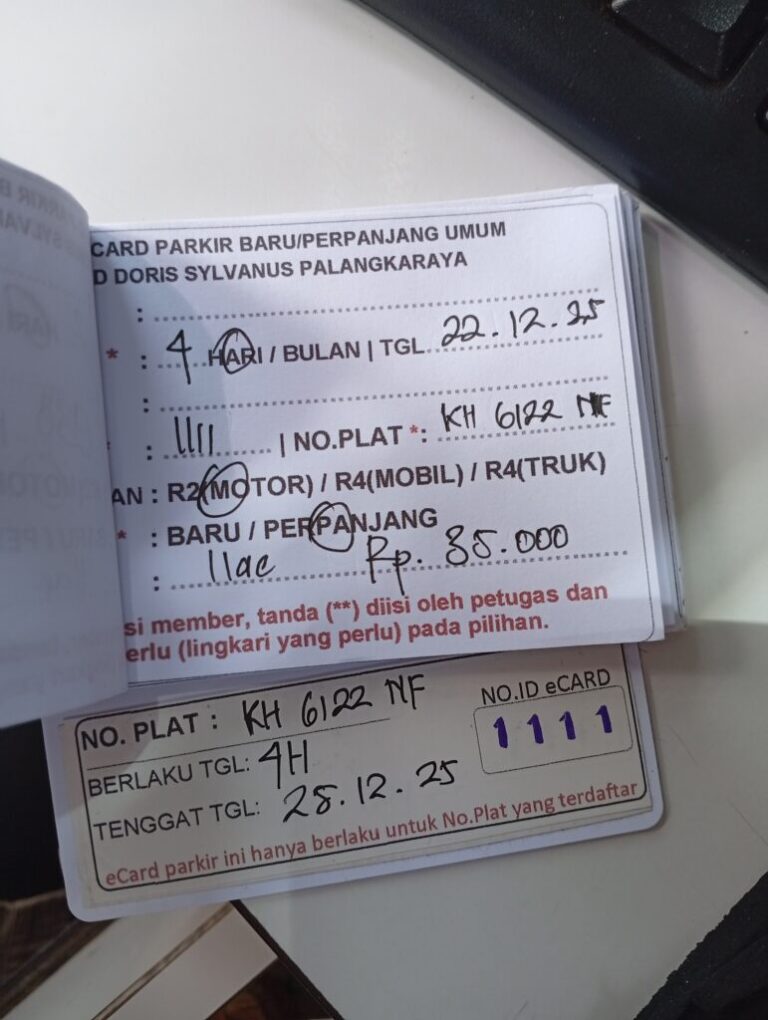 CARD PARKIR BARU/PERPANJANG UMUM
D DORIS SYLVANUS PALANGKARAYA
:
* : 4 HARI / BULAN | TGL 22.12.25
:
: 1111 | NO.PLAT *: KH 6122 NF
AN : R2(MOTOR) / R4(MOBIL) / R4(TRUK)
* : BARU / PERPANJANG
: Rp. 35.000
si member, tanda (**) diisi oleh petugas dan
erlu (lingkari yang perlu) pada pilihan.
NO. PLAT : KH 6122 NF
NO.ID eCARD
1111
BERLAKU TGL: 4H
TENGGAT TGL: 25.12.25
eCard parkir ini hanya berlaku untuk No.Plat yang terdaftar